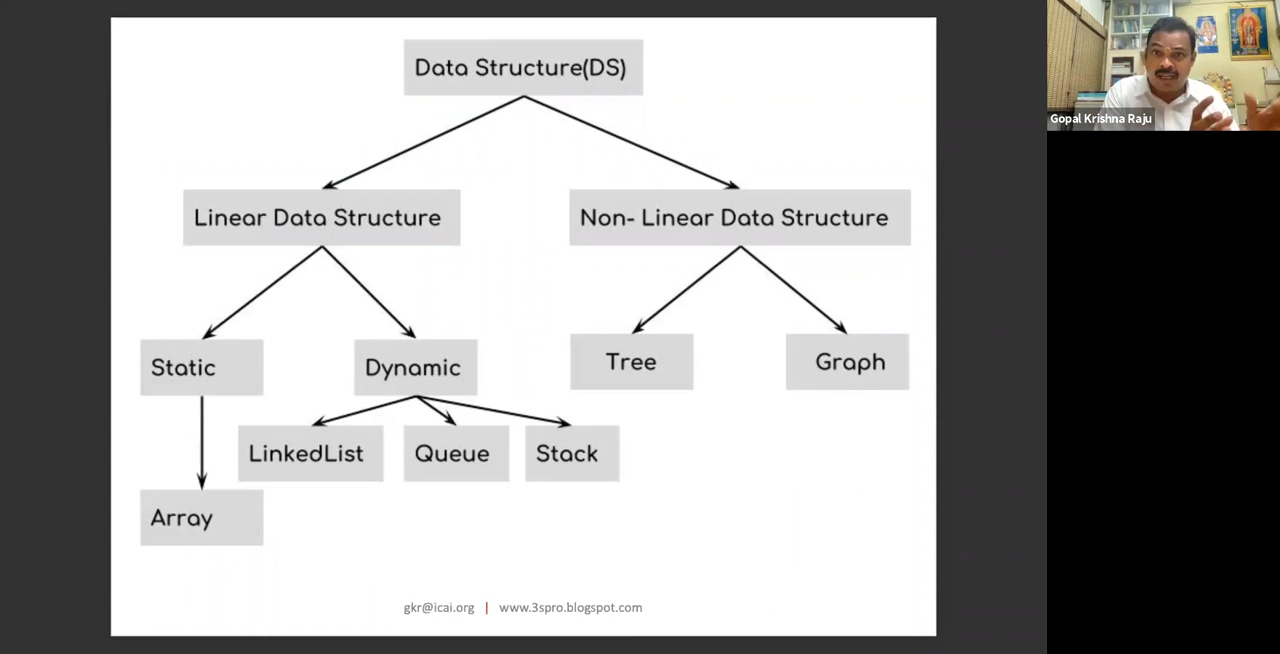 Data Structure(DS)
Linear Data Structure
Non- Linear Data Structure
Static
Dynamic
Tree
Graph
LinkedList
Queue
Stack
Array
gkr@icai.org | www.3spro.blogspot.com
Gopal Krishna Raju